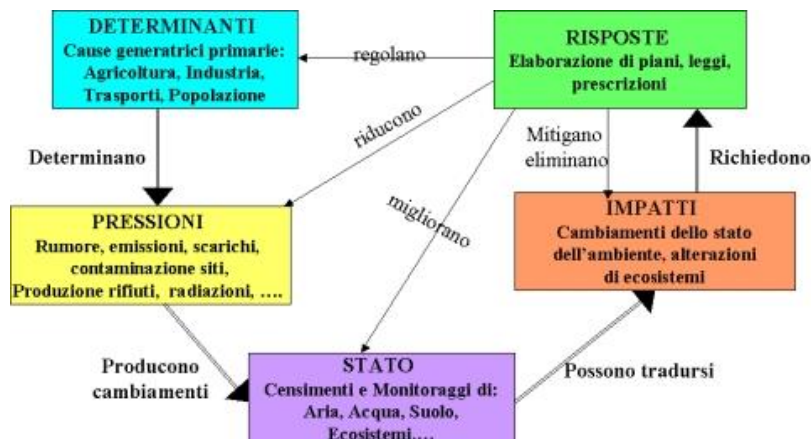 DETERMINANTI
Cause generatrici primarie:
Agricoltura, Industria,
Trasporti, Popolazione
regolano
RISPOSTE
Elaborazione di piani, leggi,
prescrizioni
riducono
Determinano
Mitigano
eliminano
Richiedono
migliorano
PRESSIONI
Rumore, emissioni, scarichi,
contaminazione siti,
Produzione rifiuti, radiazioni, ….
IMPATTI
Cambiamenti dello stato
dell'ambiente, alterazioni
di ecosistemi
Producono
cambiamenti
STATO
Censimenti e Monitoraggi di:
Aria, Acqua, Suolo,
Ecosistemi,…
Possono tradursi